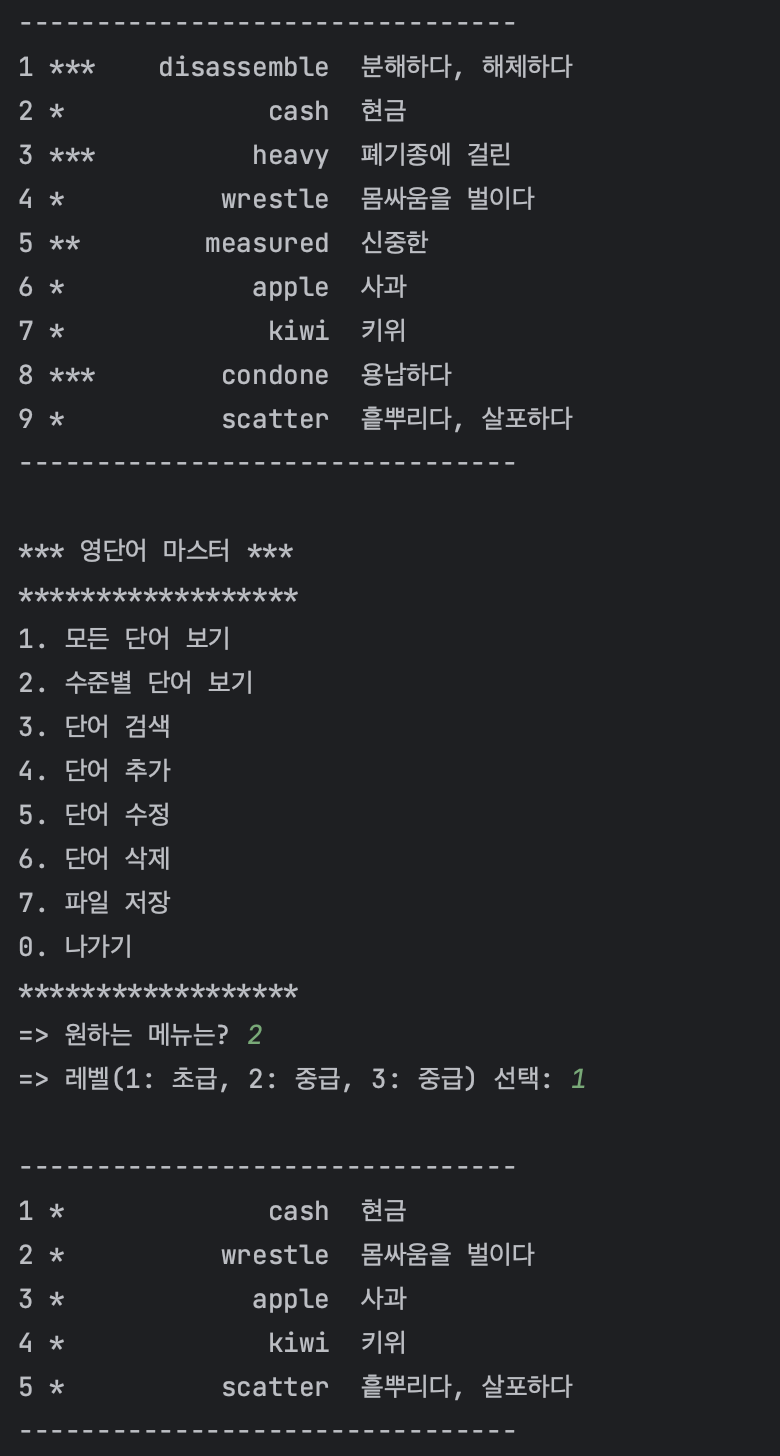 --------------------------------
1 ***    disassemble  분해하다, 해체하다
2 *             cash  현금
3 ***          heavy  폐기종에 걸린
4 *          wrestle  몸싸움을 벌이다
5 **        measured  신중한
6 *            apple  사과
7 *             kiwi  키위
8 ***        condone  용납하다
9 *          scatter  흩뿌리다, 살포하다
--------------------------------
*** 영단어 마스터 ***
******************
1. 모든 단어 보기
2. 수준별 단어 보기
3. 단어 검색
4. 단어 추가
5. 단어 수정
6. 단어 삭제
7. 파일 저장
0. 나가기
******************
=> 원하는 메뉴는? 2
=> 레벨(1: 초급, 2: 중급, 3: 중급) 선택: 1
--------------------------------
1 *             cash  현금
2 *          wrestle  몸싸움을 벌이다
3 *            apple  사과
4 *             kiwi  키위
5 *          scatter  흩뿌리다, 살포하다
--------------------------------